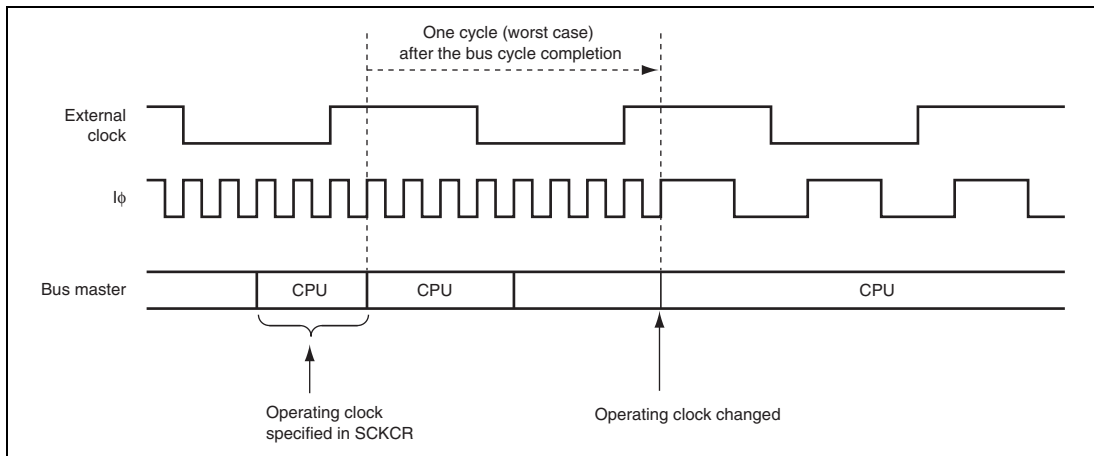 One cycle (worst case)
after the bus cycle completion
External
clock
Iϕ
Bus master
CPU
CPU
CPU
Operating clock
specified in SCKCR
Operating clock changed